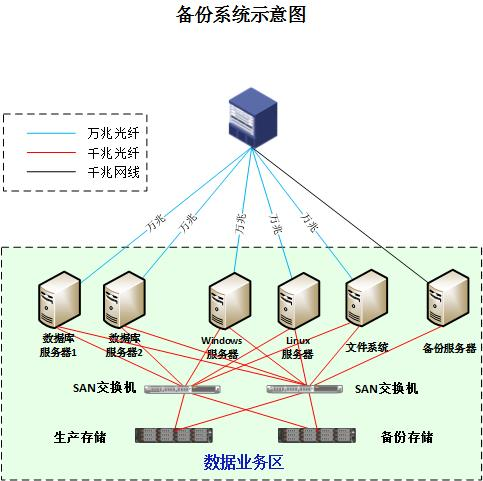 备份系统示意图
万兆光纤
千兆光纤
千兆网线
万兆
万兆
万兆
万兆
万兆
数据库
服务器1
数据库
服务器2
Windows
服务器
Linux
服务器
文件系统
备份服务器
SAN交换机
SAN交换机
生产存储
备份存储
数据业务区